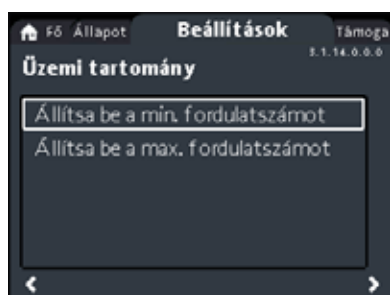 Fő Állapot Beállítások Támoga
3.1.14.0.0.0
Üzemi tartomány
Állítsa be a min. fordulatszámot
Állítsa be a max. fordulatszámot